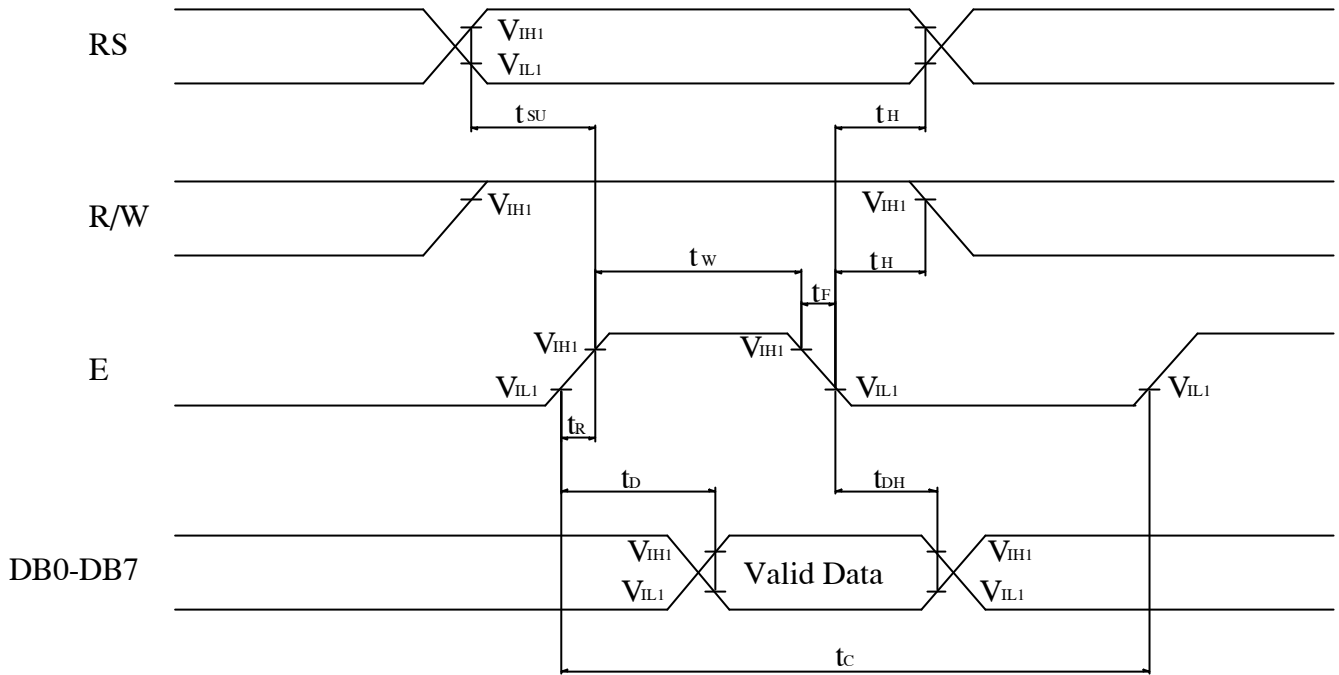 RS
VIH1
VIL1
tSU
tH
R/W
VIH1
VIH1
tW
tH
tF
E
VIH1
VIH1
VIL1
VIL1
VIL1
tR
tD
tDH
DB0-DB7
VIH1
VIH1
Valid Data
VIL1
VIL1
tC